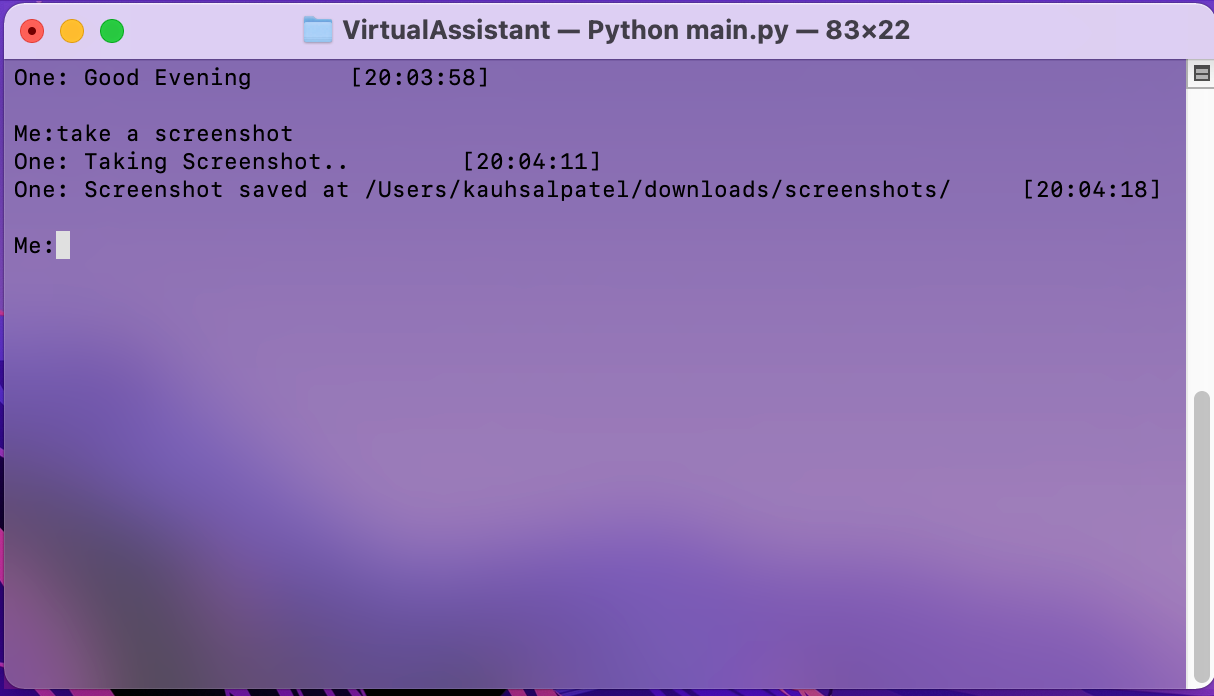 VirtualAssistant — Python main.py — 83×22
One: Good Evening [20:03:58]
Me:take a screenshot
One: Taking Screenshot.. [20:04:11]
One: Screenshot saved at /Users/kauhsalpatel/downloads/screenshots/ [20:04:18]
Me: